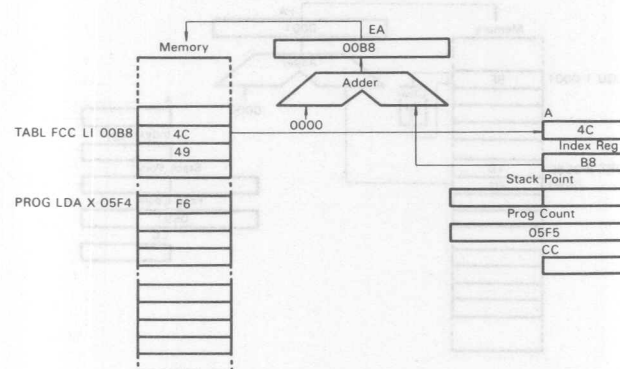 EA
Memory
00B8
Adder
A
TABL FCC LI 00B8
4C
0000
4C
49
Index Reg
B8
Stack Point
PROG LDA X 05F4
F6
Prog Count
05F5
CC